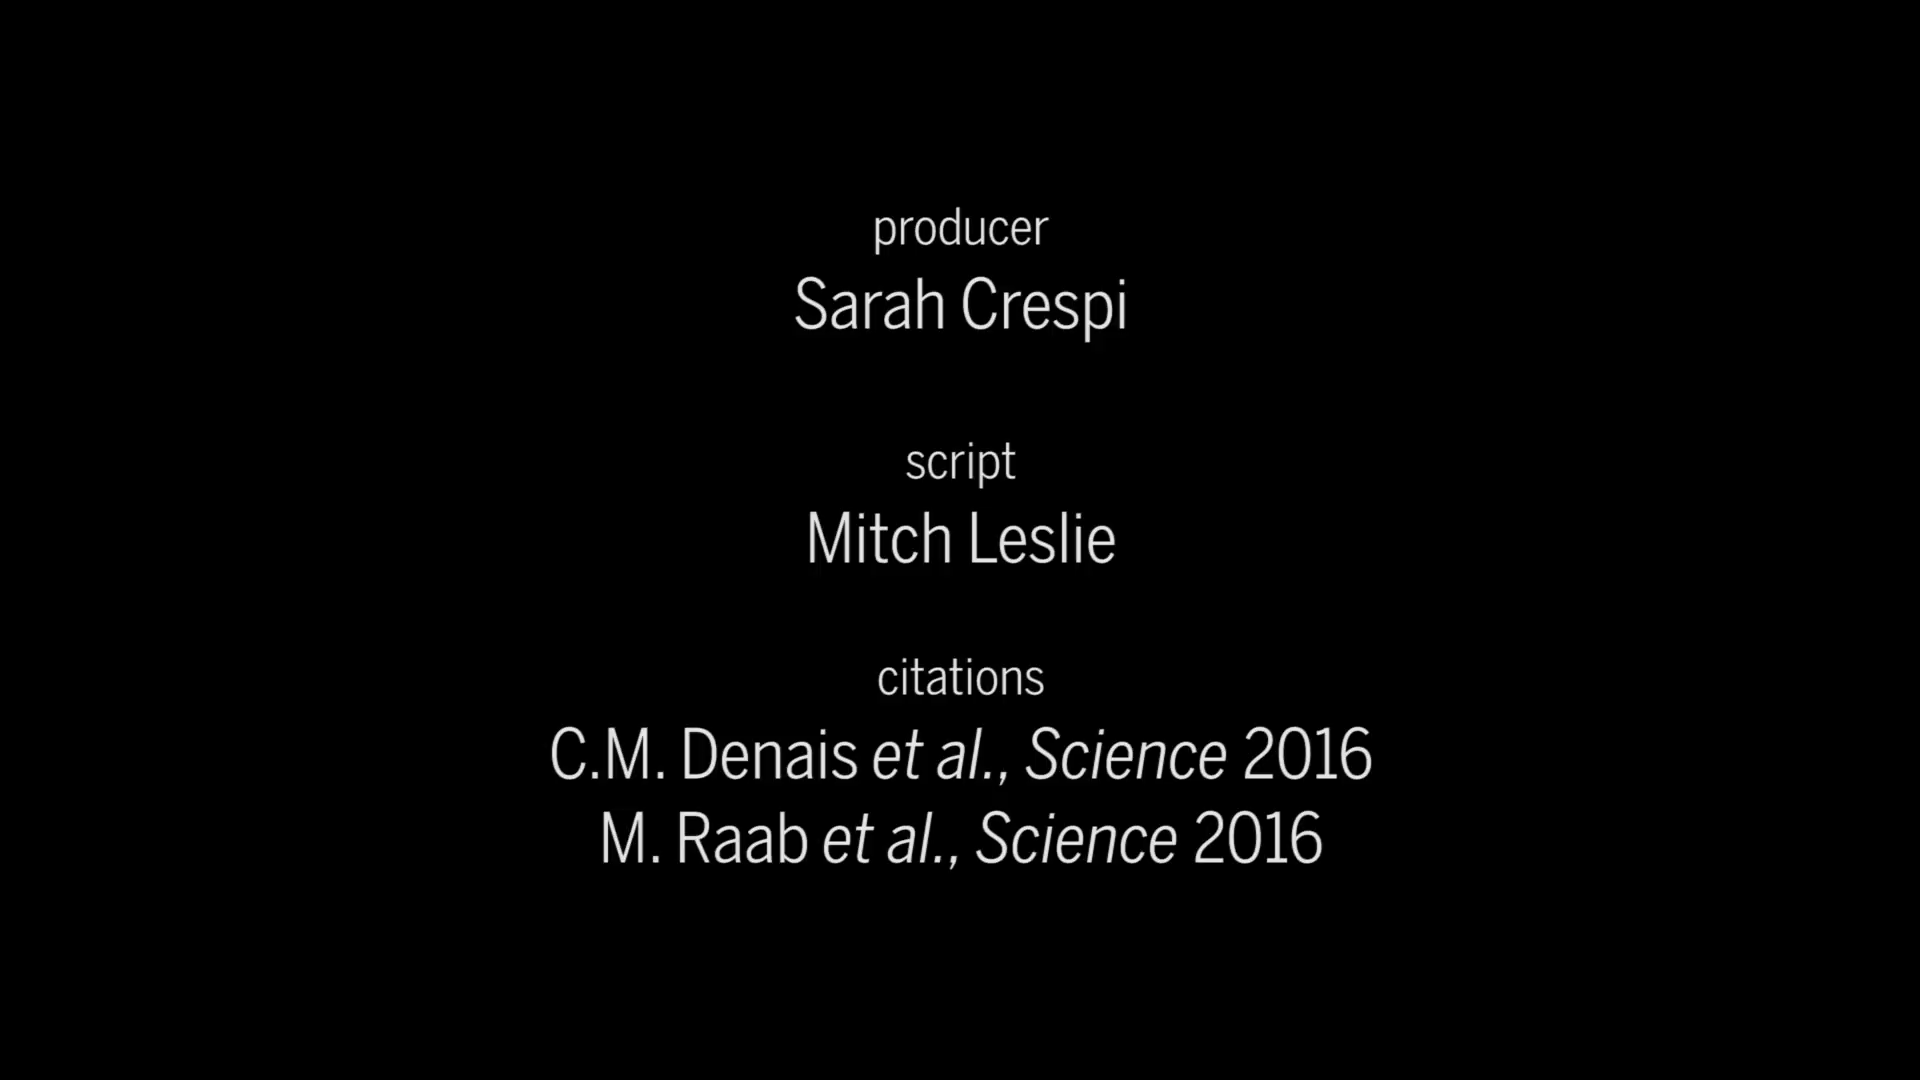 producer
Sarah Crespi
script
Mitch Leslie
citations
C.M. Denais et al., Science 2016
M. Raab et al., Science 2016